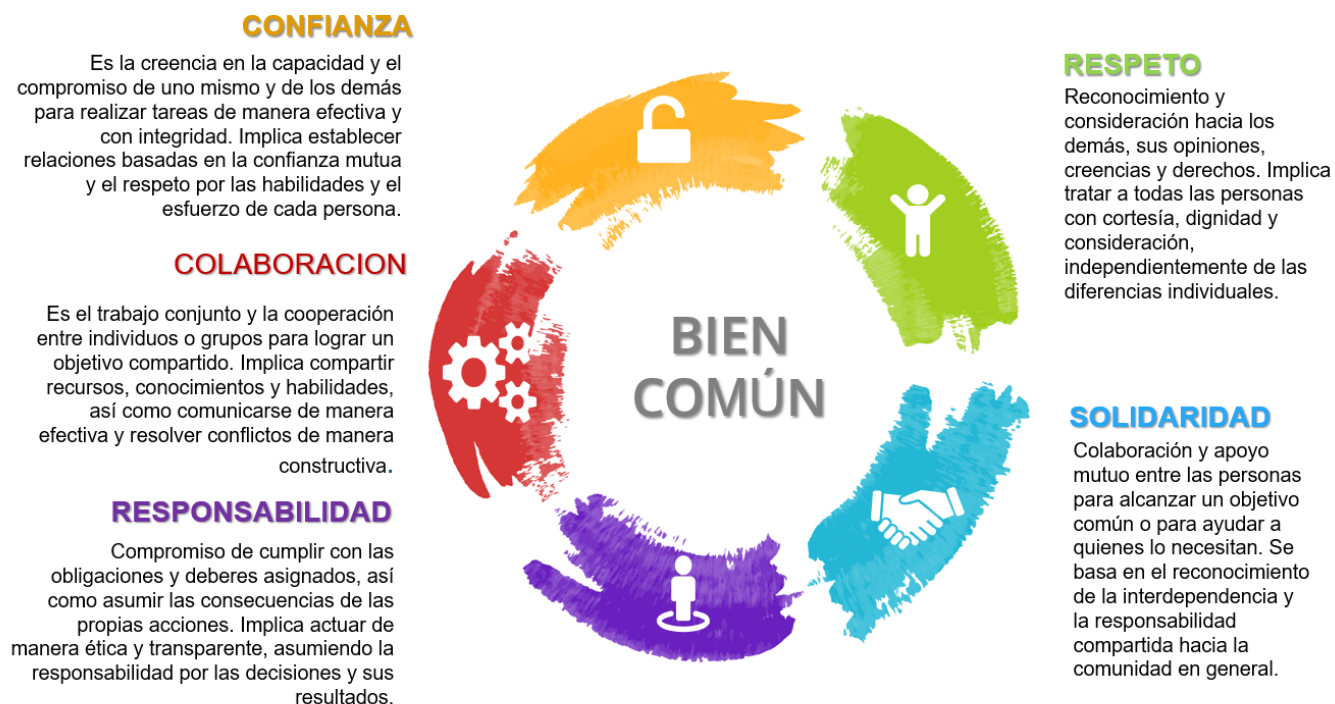 CONFIANZA
Es la creencia en la capacidad y el
compromiso de uno mismo y de los demás
para realizar tareas de manera efectiva y
con integridad. Implica establecer
relaciones basadas en la confianza mutua
y el respeto por las habilidades y el
esfuerzo de cada persona.
COLABORACION
Es el trabajo conjunto y la cooperación
entre individuos o grupos para lograr un
objetivo compartido. Implica compartir
recursos, conocimientos y habilidades,
así como comunicarse de manera
efectiva y resolver conflictos de manera
constructiva.
RESPONSABILIDAD
Compromiso de cumplir con las
obligaciones y deberes asignados, así
como asumir las consecuencias de las
propias acciones. Implica actuar de
manera ética y transparente, asumiendo la
responsabilidad por las decisiones y sus
resultados.
BIEN
COMÚN
RESPETO
Reconocimiento y
consideración hacia los
demás, sus opiniones,
creencias y derechos. Implica
tratar a todas las personas
con cortesía, dignidad y
consideración,
independientemente de las
diferencias individuales.
SOLIDARIDAD
Colaboración y apoyo
mutuo entre las personas
para alcanzar un objetivo
común o para ayudar a
quienes lo necesitan. Se
basa en el reconocimiento
de la interdependencia y
la responsabilidad
compartida hacia la
comunidad en general.